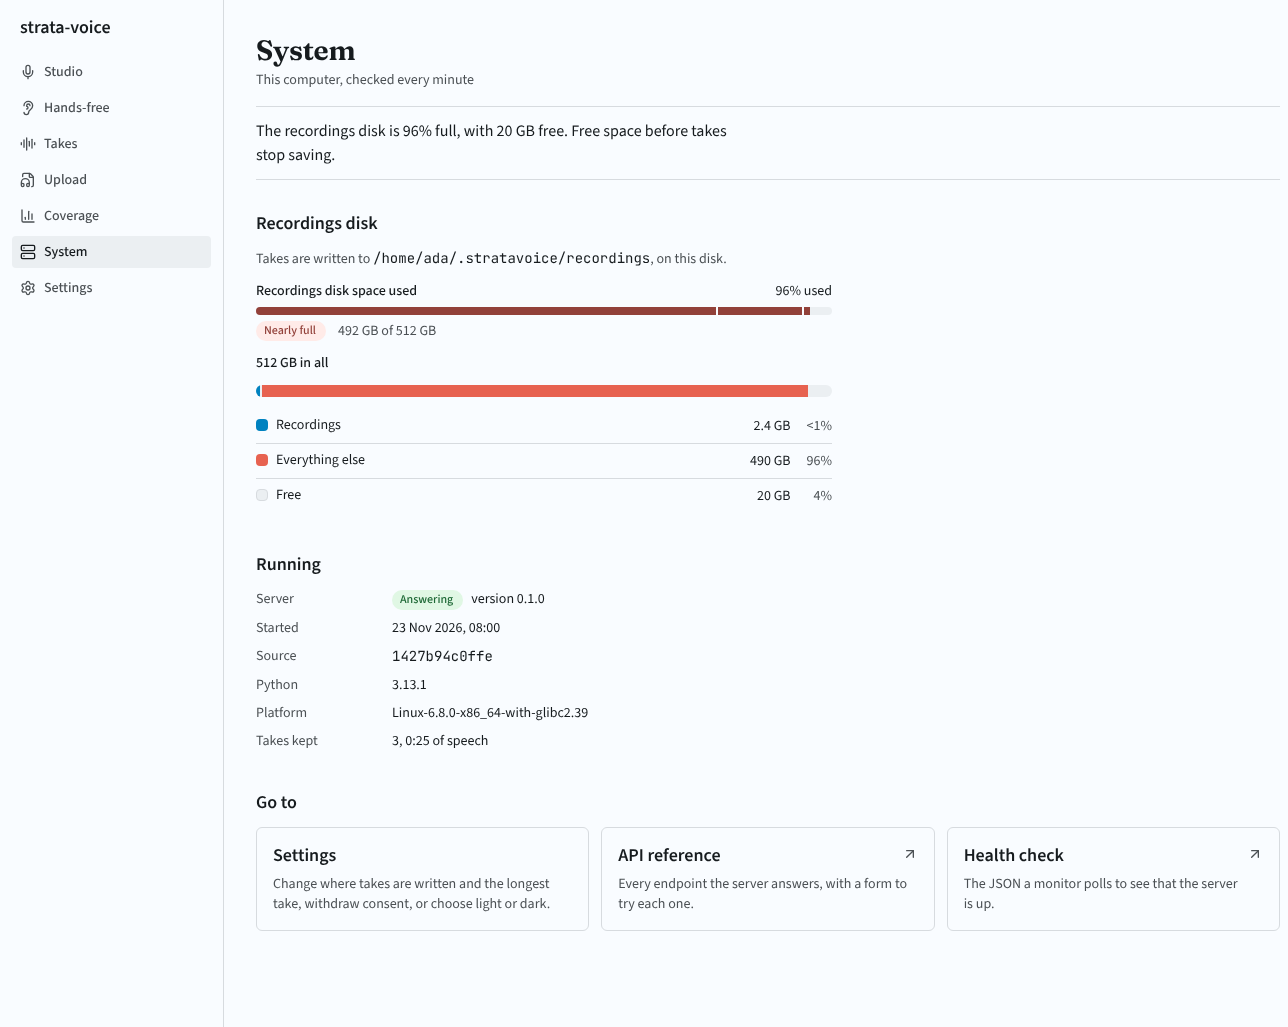 strata-voice
Studio
Hands-free
Takes
Upload
Coverage
System
Settings
System
This computer, checked every minute
The recordings disk is 96% full, with 20 GB free. Free space before takes
stop saving.
Recordings disk
Takes are written to /home/ada/.stratavoice/recordings, on this disk.
Recordings disk space used 96% used
Nearly full 492 GB of 512 GB
512 GB in all
Recordings 2.4 GB <1%
Everything else 490 GB 96%
Free 20 GB 4%
Running
Server Answering version 0.1.0
Started 23 Nov 2026, 08:00
Source 1427b94c0ffe
Python 3.13.1
Platform Linux-6.8.0-x86_64-with-glibc2.39
Takes kept 3, 0:25 of speech
Go to
Settings
Change where takes are written and the longest
take, withdraw consent, or choose light or dark.
API reference
Every endpoint the server answers, with a form to
try each one.
Health check
The JSON a monitor polls to see that the server
is up.